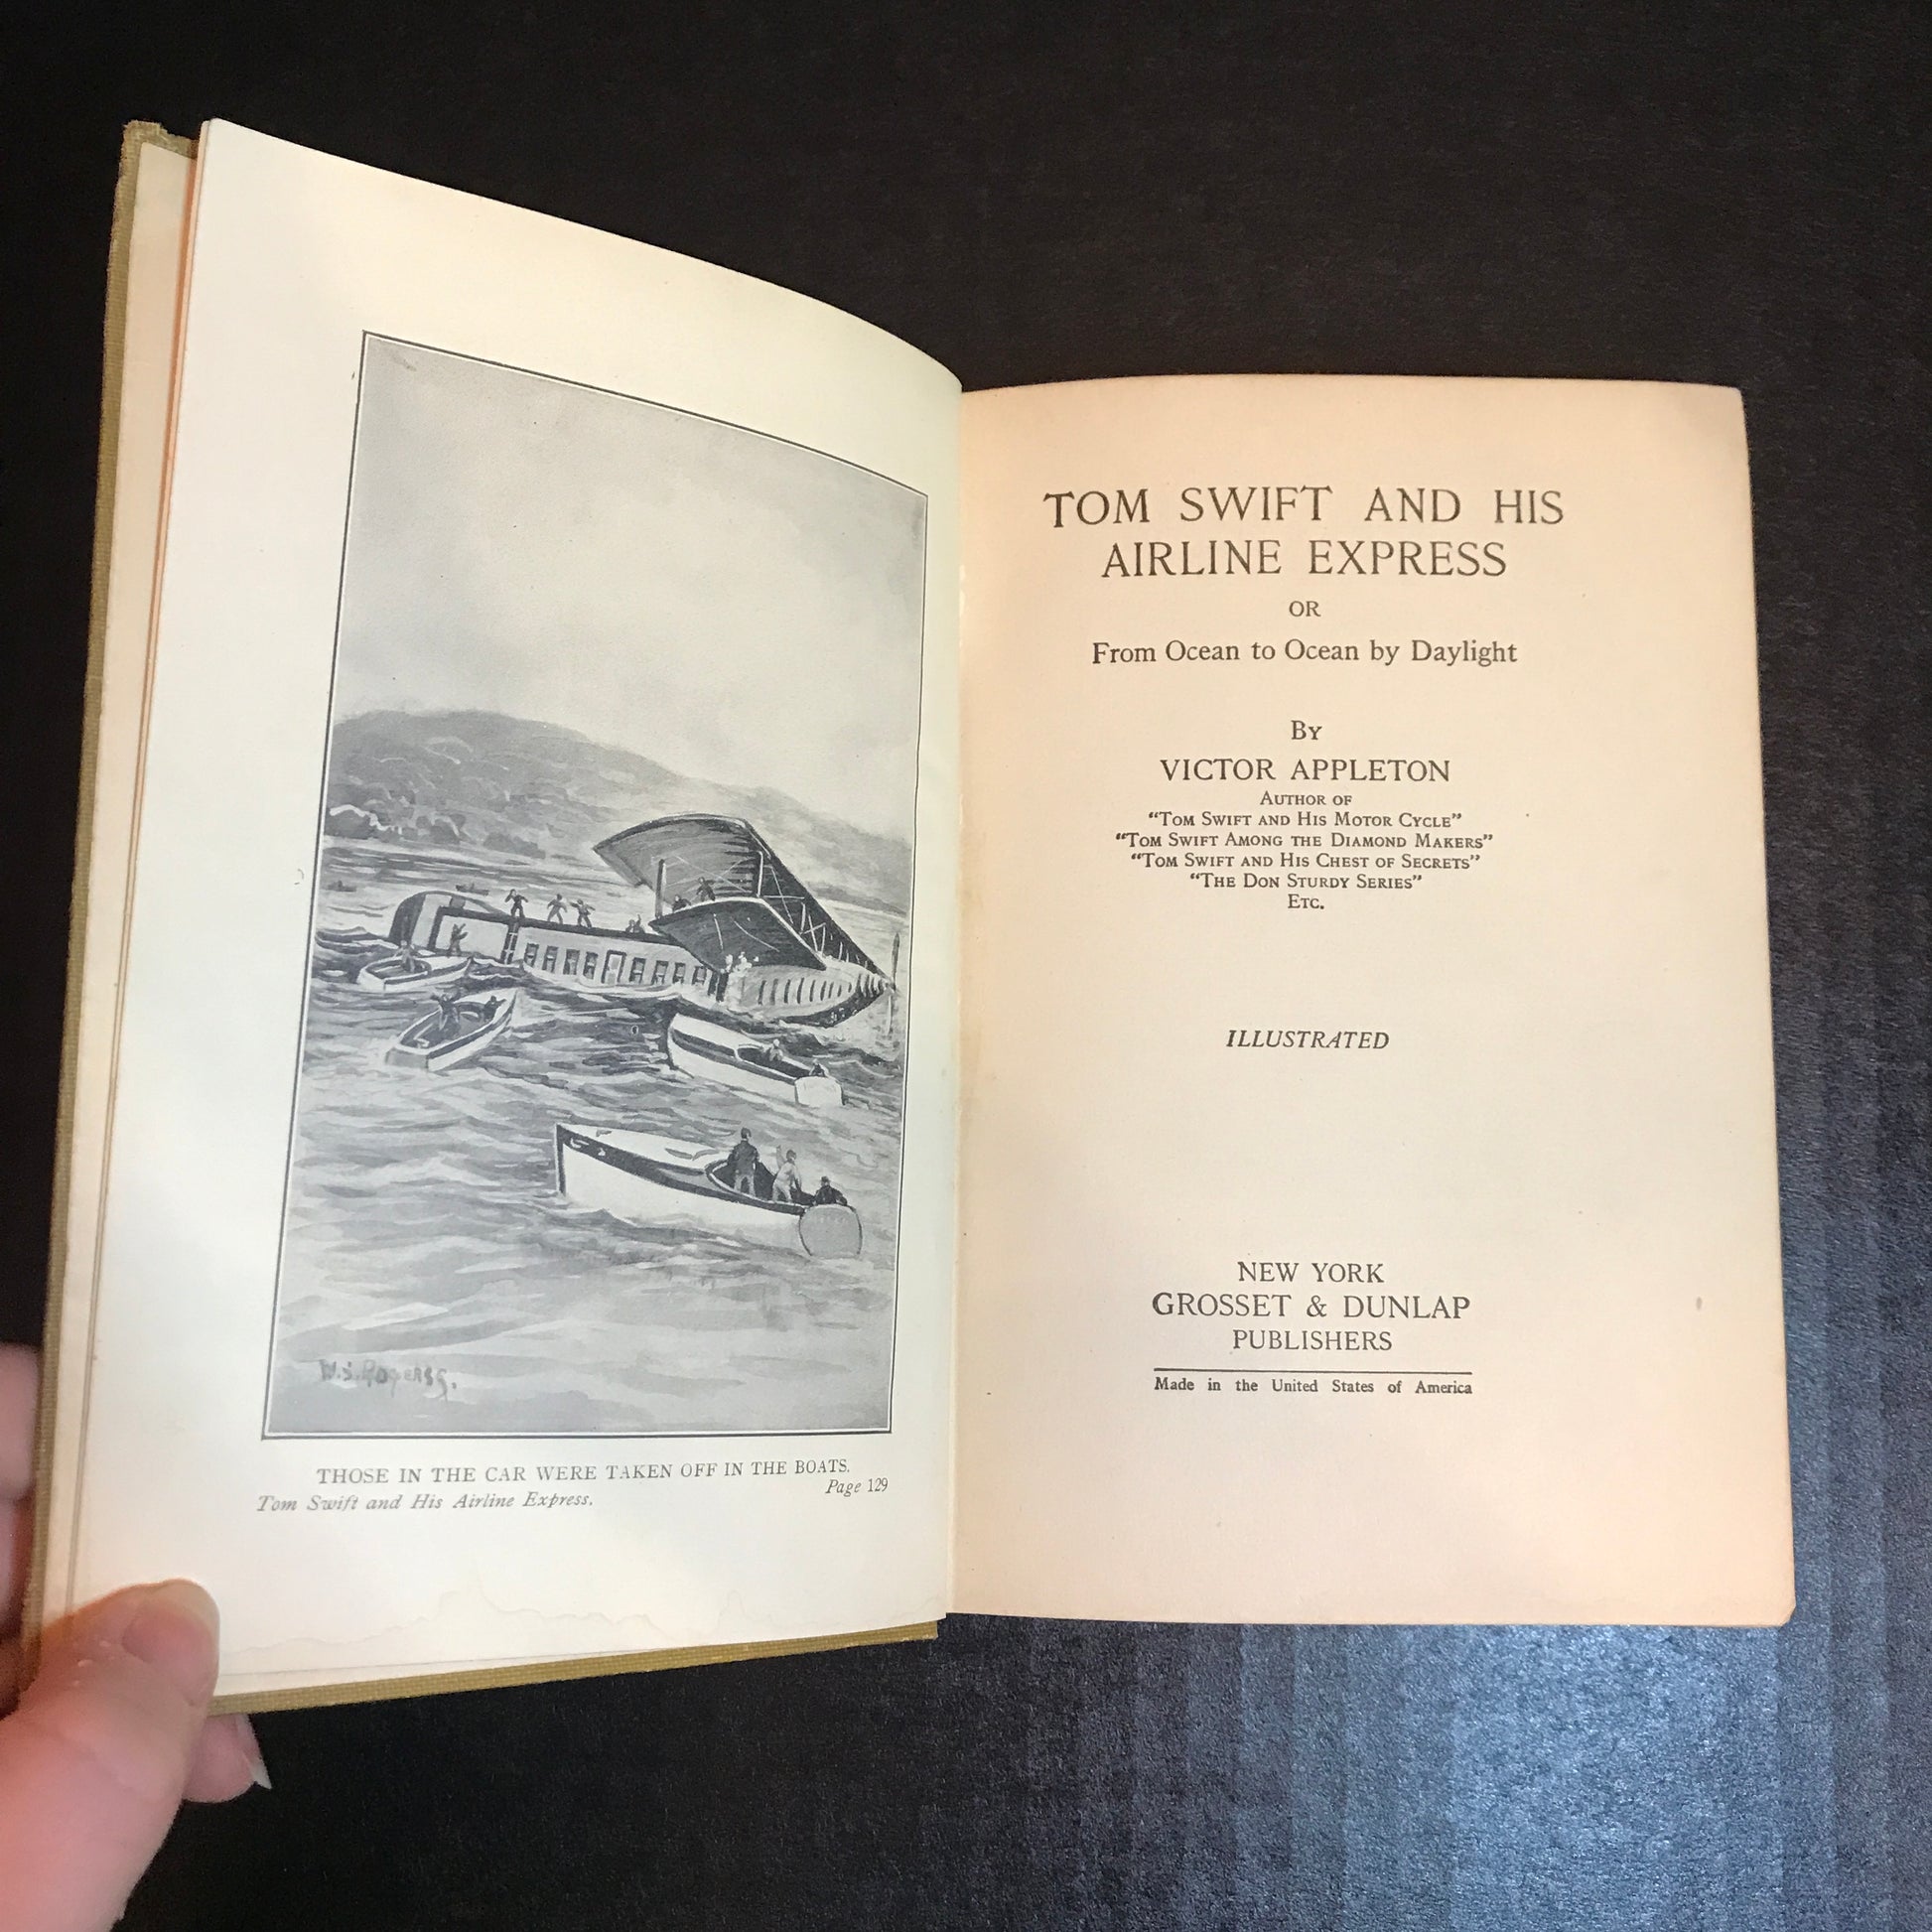 W.S. Rogers.
THOSE IN THE CAR WERE TAKEN OFF IN THE BOATS.
Tom Swift and His Airline Express.
Page 129
TOM SWIFT AND HIS
AIRLINE EXPRESS
OR
From Ocean to Ocean by Daylight
By
VICTOR APPLETON
AUTHOR OF
“TOM SWIFT AND HIS MOTOR CYCLE”
“TOM SWIFT AMONG THE DIAMOND MAKERS”
“TOM SWIFT AND HIS CHEST OF SECRETS”
“THE DON STURDY SERIES”
ETC.
ILLUSTRATED
NEW YORK
GROSSET & DUNLAP
PUBLISHERS
Made in the United States of America